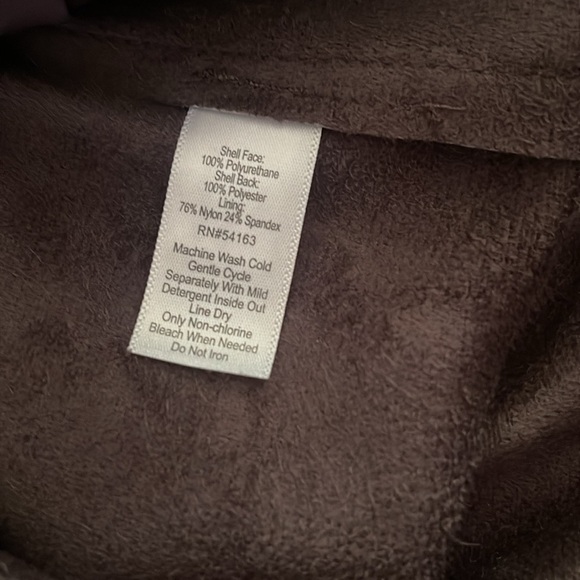 Shell Face:
100% Polyurethane
Shell Back:
100% Polyester
Lining:
76% Nylon 24% Spandex
RN#54163
Machine Wash Cold
Gentle Cycle
Separately With Mild
Detergent Inside Out
Line Dry
Only Non-chlorine
Bleach When Needed
Do Not Iron